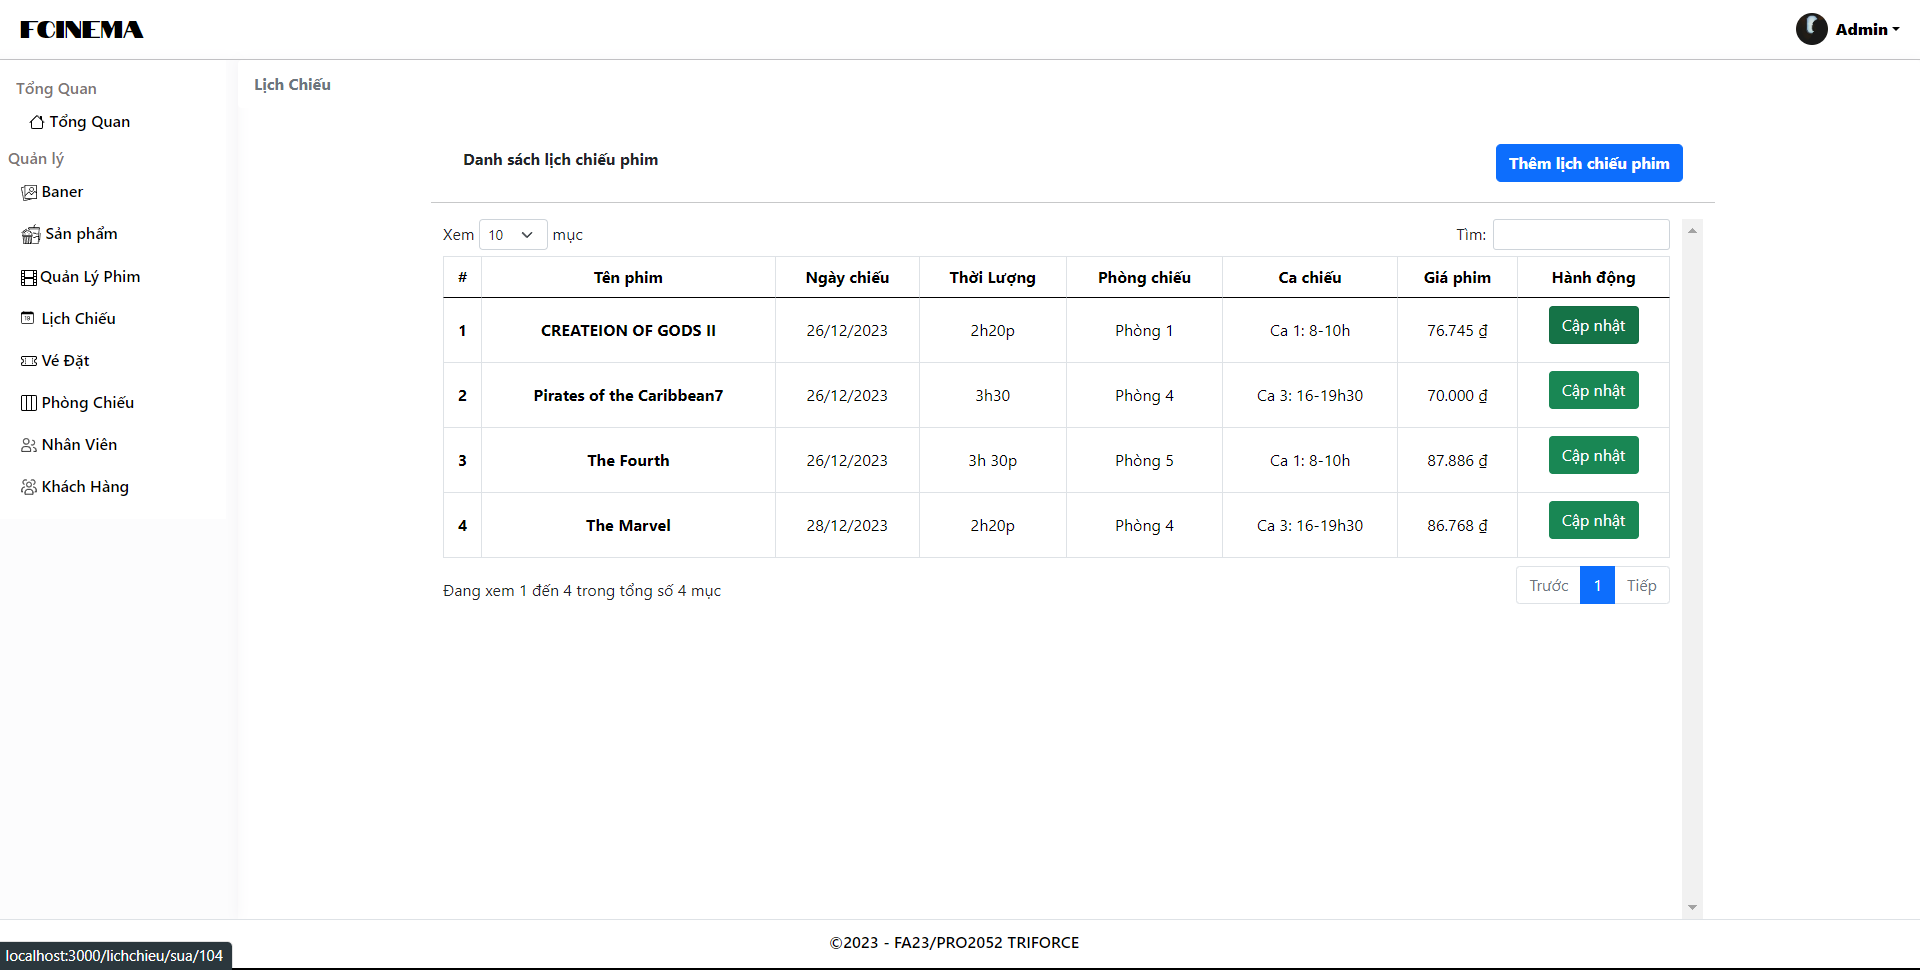 FCINEMA
Admin
Tổng Quan
Tổng Quan
Quản lý
Baner
Sản phẩm
Quản Lý Phim
Lịch Chiếu
Vé Đặt
Phòng Chiếu
Nhân Viên
Khách Hàng
Lịch Chiếu
Danh sách lịch chiếu phim
Thêm lịch chiếu phim
Xem 10 mục
Tìm:
# Tên phim Ngày chiếu Thời Lượng Phòng chiếu Ca chiếu Giá phim Hành động
1 CREATEION OF GODS II 26/12/2023 2h20p Phòng 1 Ca 1: 8-10h 76.745 ₫ Cập nhật
2 Pirates of the Caribbean7 26/12/2023 3h30 Phòng 4 Ca 3: 16-19h30 70.000 ₫ Cập nhật
3 The Fourth 26/12/2023 3h 30p Phòng 5 Ca 1: 8-10h 87.886 ₫ Cập nhật
4 The Marvel 28/12/2023 2h20p Phòng 4 Ca 3: 16-19h30 86.768 ₫ Cập nhật
Đang xem 1 đến 4 trong tổng số 4 mục
Trước 1 Tiếp
©2023 - FA23/PRO2052 TRIFORCE
localhost:3000/lichchieu/sua/104